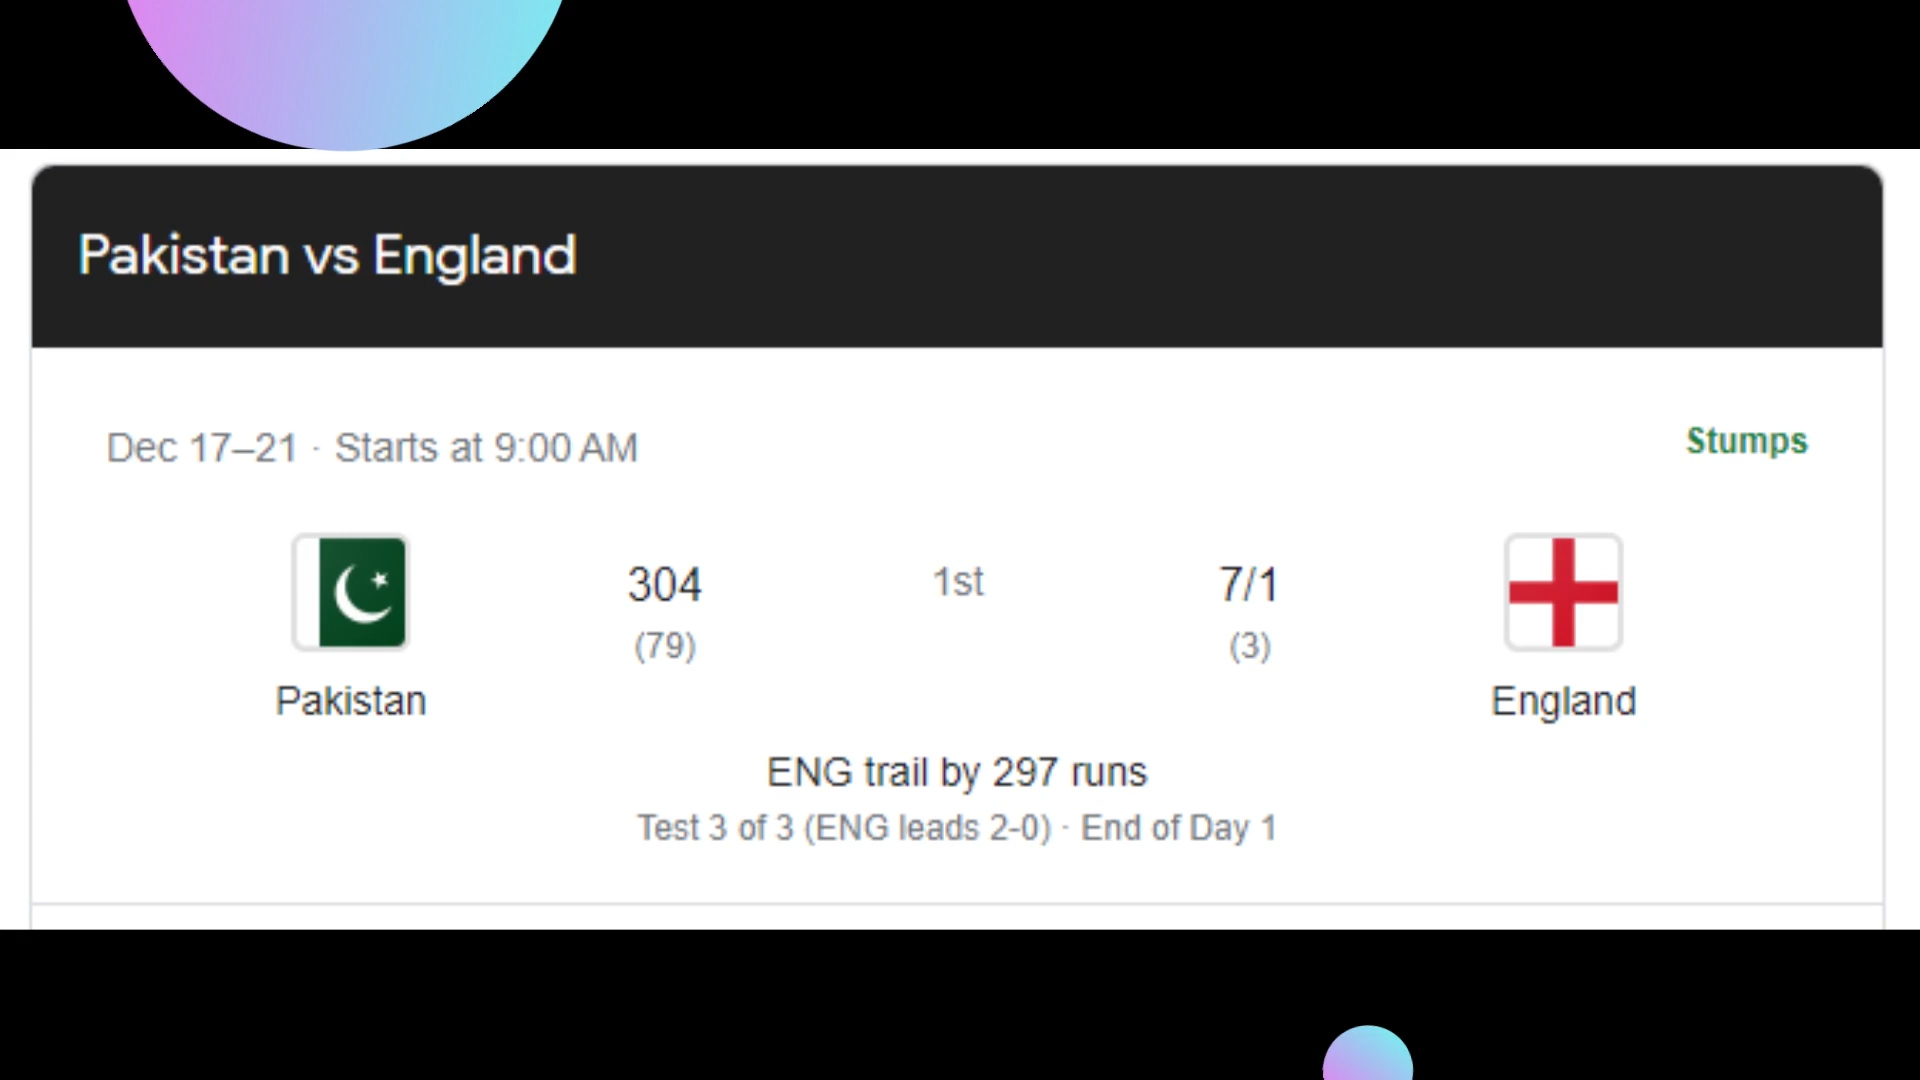 Pakistan vs England
Dec 17–21 · Starts at 9:00 AM
Stumps
304
1st
7/1
(79)
(3)
Pakistan
England
ENG trail by 297 runs
Test 3 of 3 (ENG leads 2-0) · End of Day 1